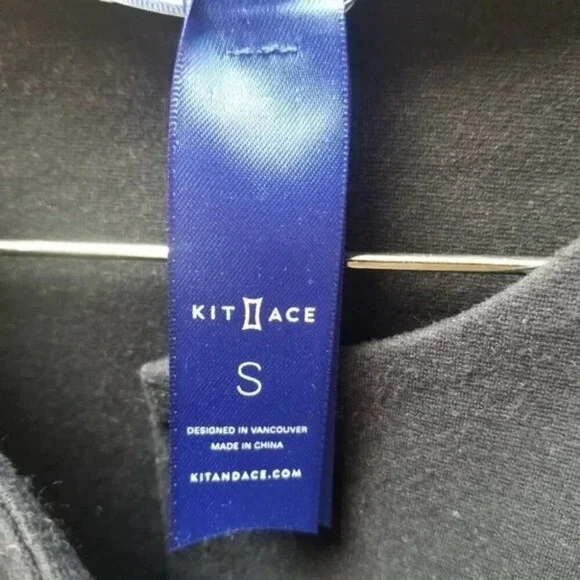 KIT ACE
S
DESIGNED IN VANCOUVER
MADE IN CHINA
KITANDACE.COM